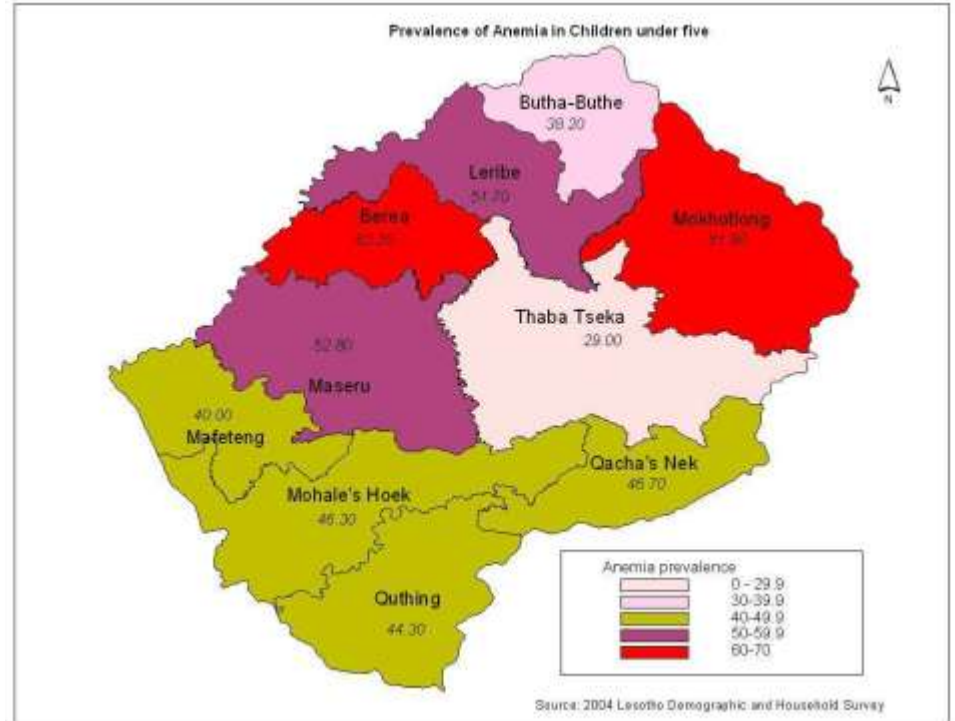 Prevalence of Anemia in Children under five
N
Butha-Buthe
Leribe
51.20
Berea
Mokhotlong
Thaba Tseka
29.00
52.80
Maseru
40.00
Mafeteng
Qacha's Nek
46.70
Mohale's Hoek
46.30
Quthing
44.30
Anemia prevalence
0 - 29.9
30-39.9
40-49.9
50-59.9
60-70
Source: 2004 Lesotho Demographic and Household Survey